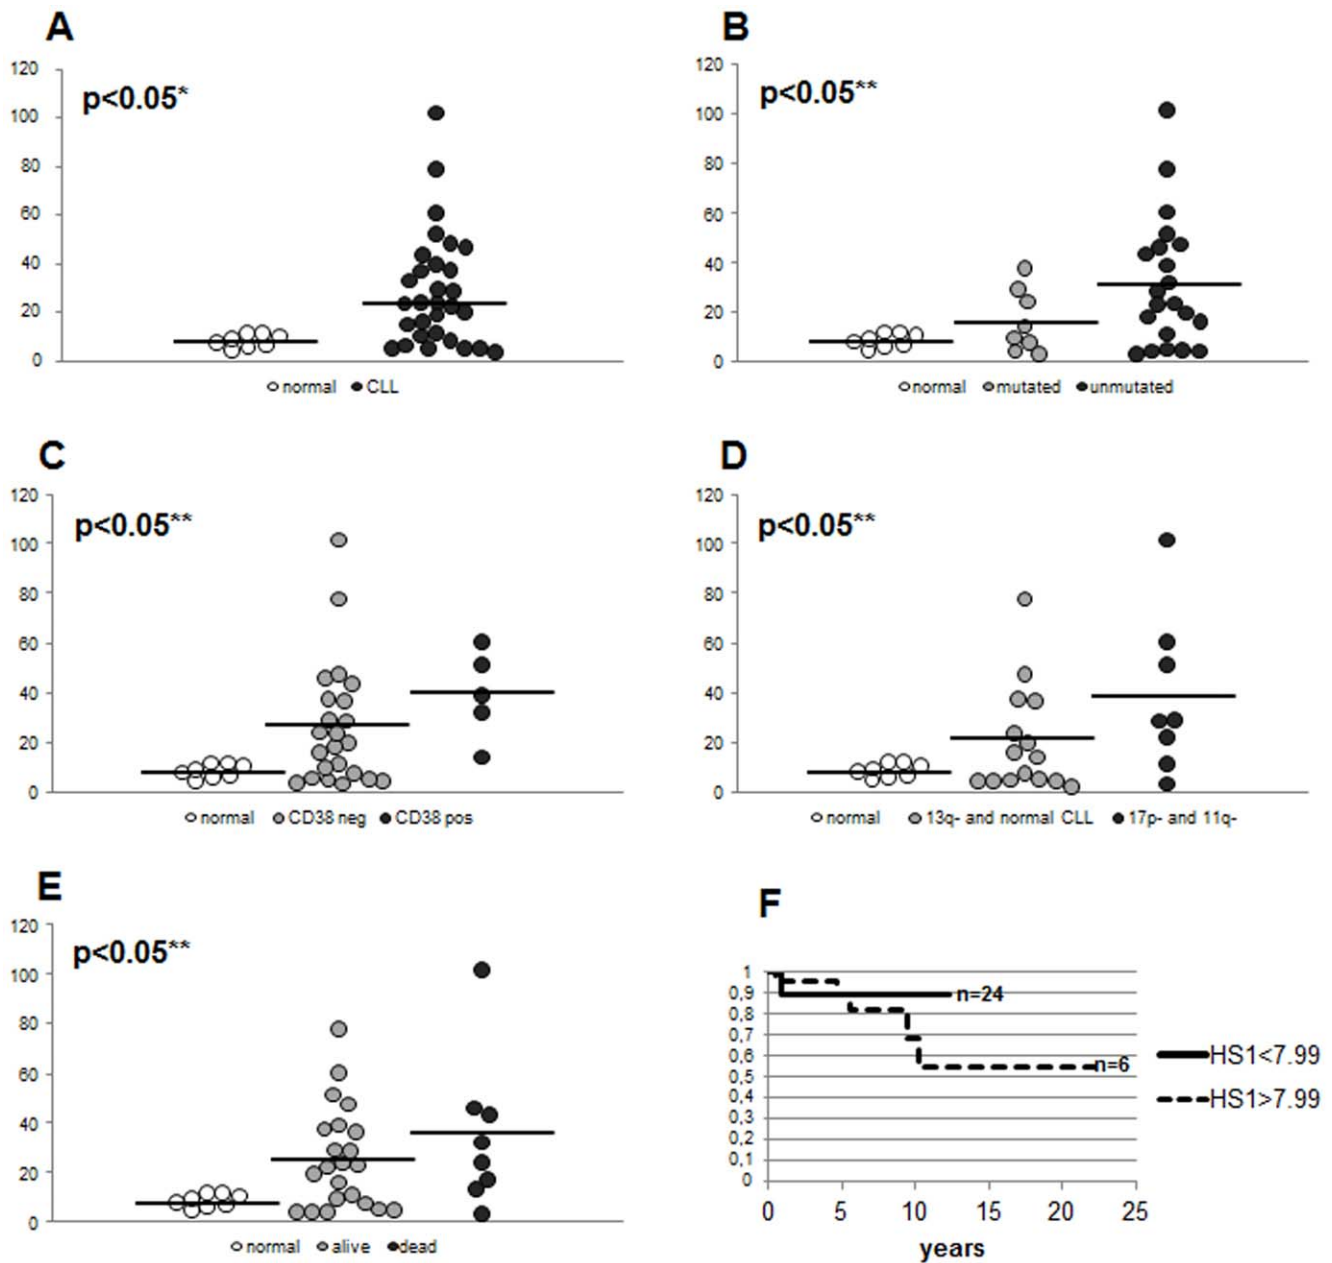 A
p<0.05*
120
100
80
60
40
20
0
normal CLL
B
p<0.05**
120
100
80
60
40
20
0
normal mutated unmutated
C
p<0.05**
120
100
80
60
40
20
0
normal CD38 neg CD38 pos
D
p<0.05**
120
100
80
60
40
20
0
normal 13q- and normal CLL 17p- and 11q-
E
p<0.05**
120
100
80
60
40
20
0
normal alive dead
F
1
0,9
0,8
0,7
0,6
0,5
0,4
0,3
0,2
0,1
0
n=24
n=6
HS1<7.99
HS1>7.99
0 5 10 15 20 25
years